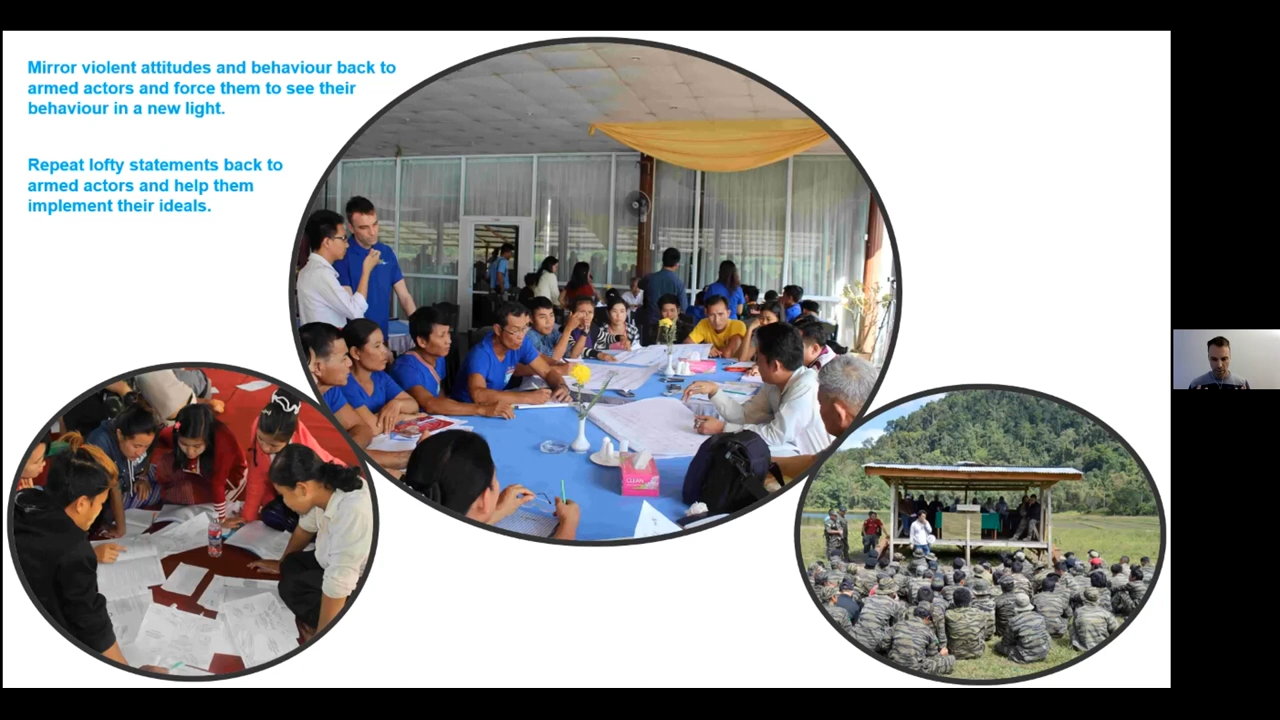 Mirror violent attitudes and behaviour back to
armed actors and force them to see their
behaviour in a new light.
Repeat lofty statements back to
armed actors and help them
implement their ideals.
CLEAN